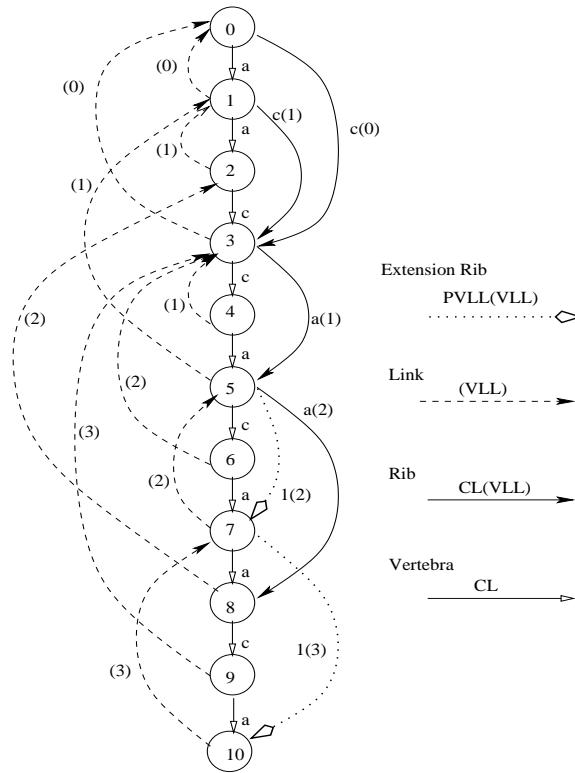 0
a
(0)
(0)
1
c(1)
c(0)
a
(1)
2
(1)
c
3
Extension Rib
PVLL(VLL)
c
(2)
(1)
a(1)
4
a
Link
(VLL)
(2)
5
a(2)
(3)
c
6
(2)
1(2)
Rib
CL(VLL)
a
7
a
Vertebra
CL
8
c
1(3)
(3)
9
a
10